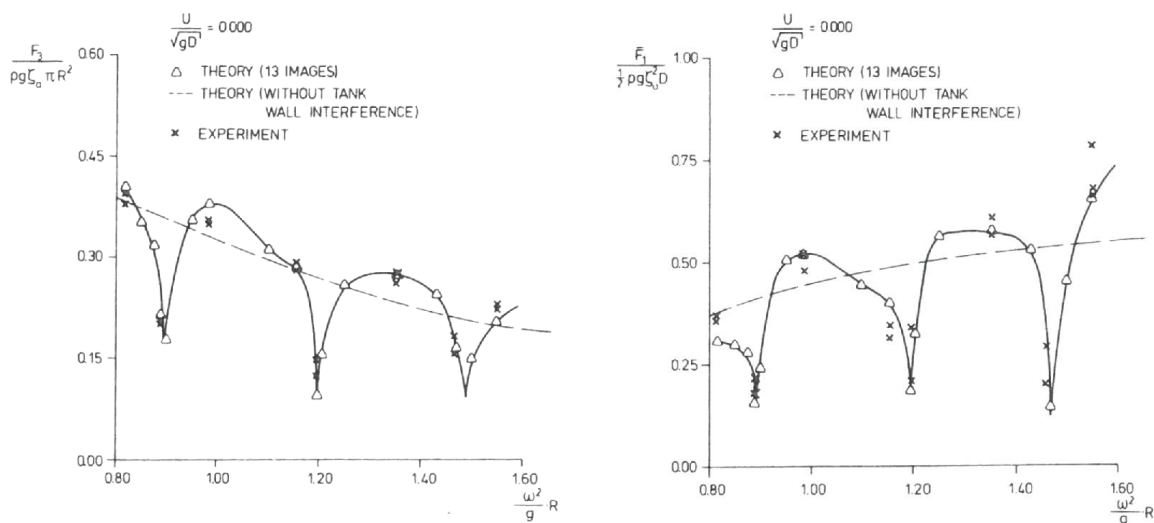 U
√gD = 0.000
F₃
ρgζₐπR²
△ THEORY (13 IMAGES)
--- THEORY (WITHOUT TANK
WALL INTERFERENCE)
× EXPERIMENT
0.60
0.45
0.30
0.15
0.00
0.80 1.00 1.20 1.40 1.60
ω²
g ·R
U
√gD = 0.000
F̄₁
½ρgζₐ²D
△ THEORY (13 IMAGES)
--- THEORY (WITHOUT TANK
WALL INTERFERENCE)
× EXPERIMENT
1.00
0.75
0.50
0.25
0.00
0.80 1.00 1.20 1.40 1.60
ω²
g ·R